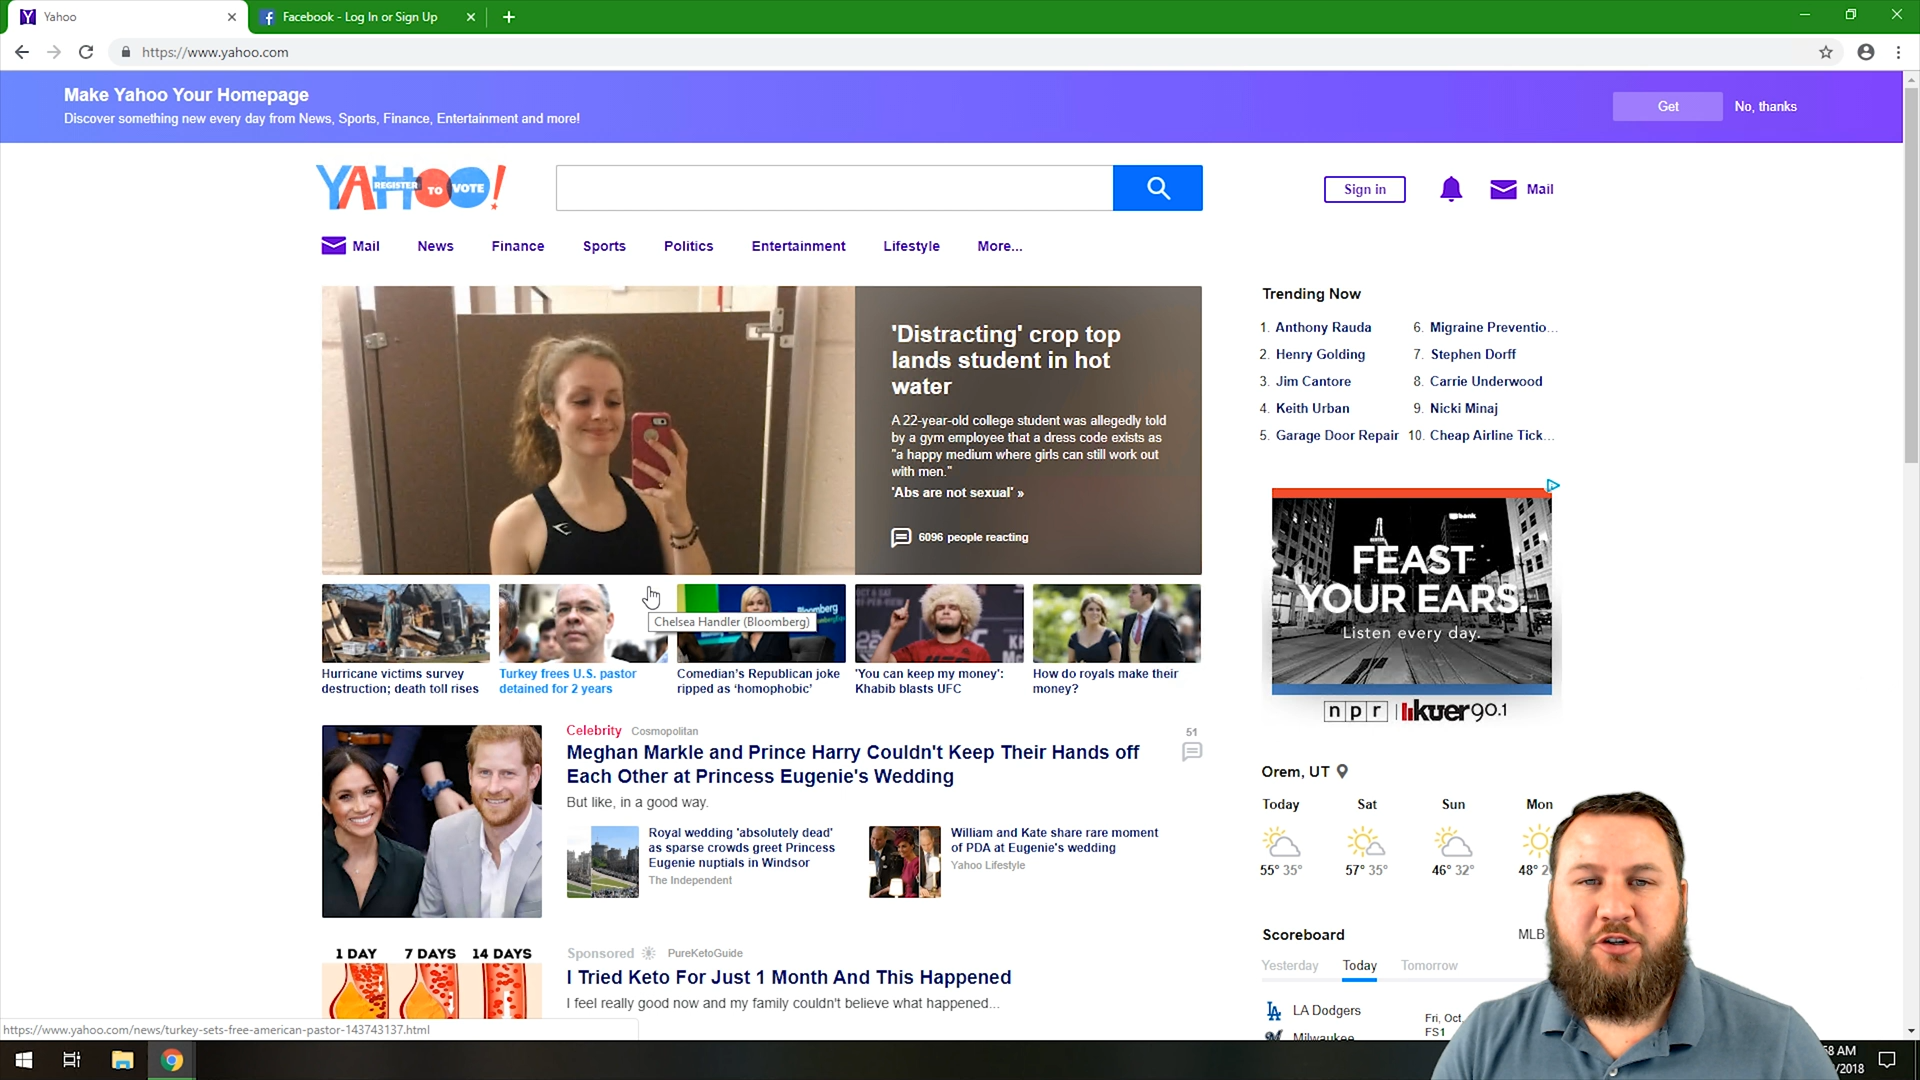 Yahoo
Facebook - Log In or Sign Up
https://www.yahoo.com
Make Yahoo Your Homepage
Discover something new every day from News, Sports, Finance, Entertainment and more!
Get
No, thanks
YAHOO!
REGISTER TO VOTE
Sign in
Mail
Mail
News
Finance
Sports
Politics
Entertainment
Lifestyle
More...
'Distracting' crop top
lands student in hot
water
A 22-year-old college student was allegedly told
by a gym employee that a dress code exists as
"a happy medium where girls can still work out
with men."
'Abs are not sexual' »
6096 people reacting
Trending Now
1. Anthony Rauda
2. Henry Golding
3. Jim Cantore
4. Keith Urban
5. Garage Door Repair
6. Migraine Preventio...
7. Stephen Dorff
8. Carrie Underwood
9. Nicki Minaj
10. Cheap Airline Tick...
bank
FEAST
YOUR EARS.
Listen every day.
npr
kuer 90.1
Bloomberg
Chelsea Handler (Bloomberg)
Hurricane victims survey
destruction; death toll rises
Turkey frees U.S. pastor
detained for 2 years
Comedian's Republican joke
ripped as ‘homophobic’
'You can keep my money':
Khabib blasts UFC
How do royals make their
money?
Celebrity Cosmopolitan
Meghan Markle and Prince Harry Couldn't Keep Their Hands off
Each Other at Princess Eugenie's Wedding
But like, in a good way.
51
Royal wedding 'absolutely dead'
as sparse crowds greet Princess
Eugenie nuptials in Windsor
The Independent
William and Kate share rare moment
of PDA at Eugenie's wedding
Yahoo Lifestyle
1 DAY 7 DAYS 14 DAYS
Sponsored PureKetoGuide
I Tried Keto For Just 1 Month And This Happened
I feel really good now and my family couldn't believe what happened...
Orem, UT
Today Sat Sun Mon
55° 35° 57° 35° 46° 32° 48°
Scoreboard
MLB
Yesterday Today Tomorrow
LA Dodgers
Fri, Oct
FS1
Milwaukee
https://www.yahoo.com/news/turkey-sets-free-american-pastor-143743137.html
58 AM
/2018